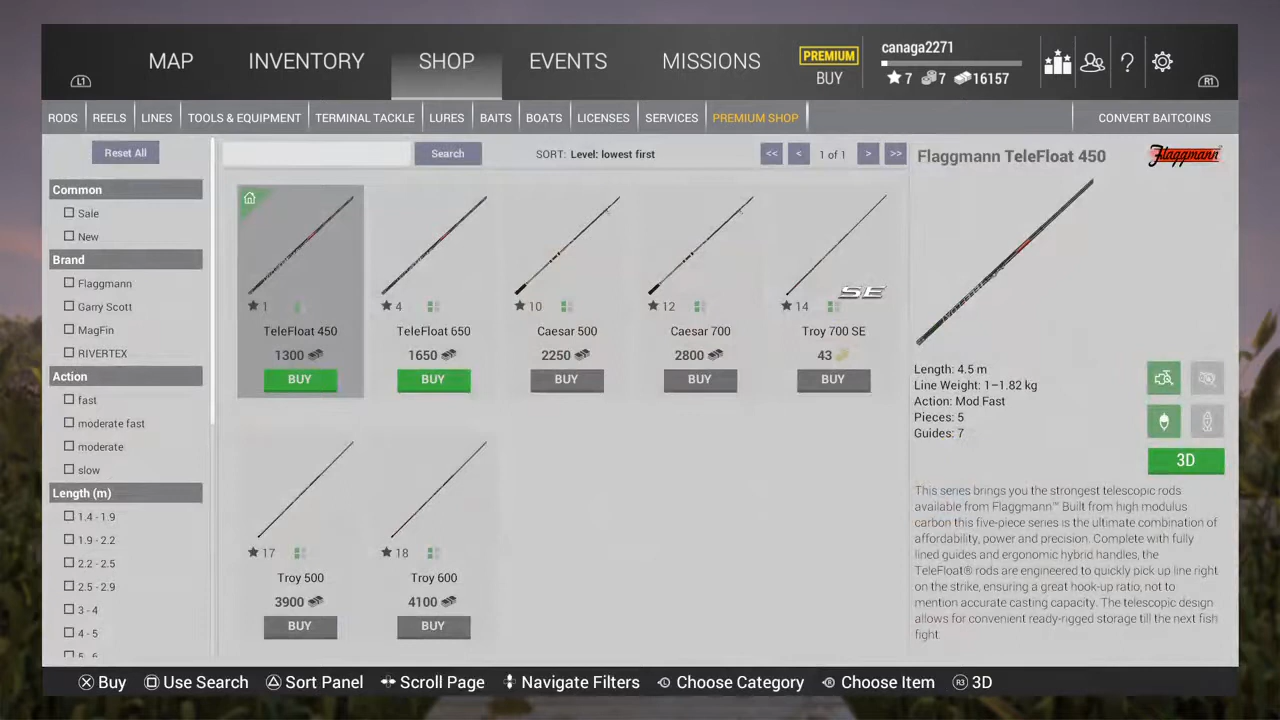 MAP INVENTORY SHOP EVENTS MISSIONS
PREMIUM
BUY
canaga2271
7 7 16157
L1
R1
?
RODS REELS LINES TOOLS & EQUIPMENT TERMINAL TACKLE LURES BAITS BOATS LICENSES SERVICES PREMIUM SHOP CONVERT BAITCOINS
Reset All
Search
SORT: Level: lowest first
<< < 1 of 1 > >>
Common
Sale
New
Brand
Flaggmann
Garry Scott
MagFin
RIVERTEX
Action
fast
moderate fast
moderate
slow
Length (m)
1.4 - 1.9
1.9 - 2.2
2.2 - 2.5
2.5 - 2.9
3 - 4
4 - 5
5 - 6
1 4 10 12 14
SE
TeleFloat 450 TeleFloat 650 Caesar 500 Caesar 700 Troy 700 SE
1300 1650 2250 2800 43
BUY BUY BUY BUY BUY
17 18
Troy 500 Troy 600
3900 4100
BUY BUY
Flaggmann TeleFloat 450
Flaggmann
Length: 4.5 m
Line Weight: 1–1.82 kg
Action: Mod Fast
Pieces: 5
Guides: 7
3D
This series brings you the strongest telescopic rods
available from Flaggmann™ Built from high modulus
carbon this five-piece series is the ultimate combination of
affordability, power and precision. Complete with fully
lined guides and ergonomic hybrid handles, the
TeleFloat® rods are engineered to quickly pick up line right
on the strike, ensuring a great hook-up ratio, not to
mention accurate casting capacity. The telescopic design
allows for convenient ready-rigged storage till the next fish
fight.
Buy Use Search Sort Panel Scroll Page Navigate Filters Choose Category Choose Item R3 3D